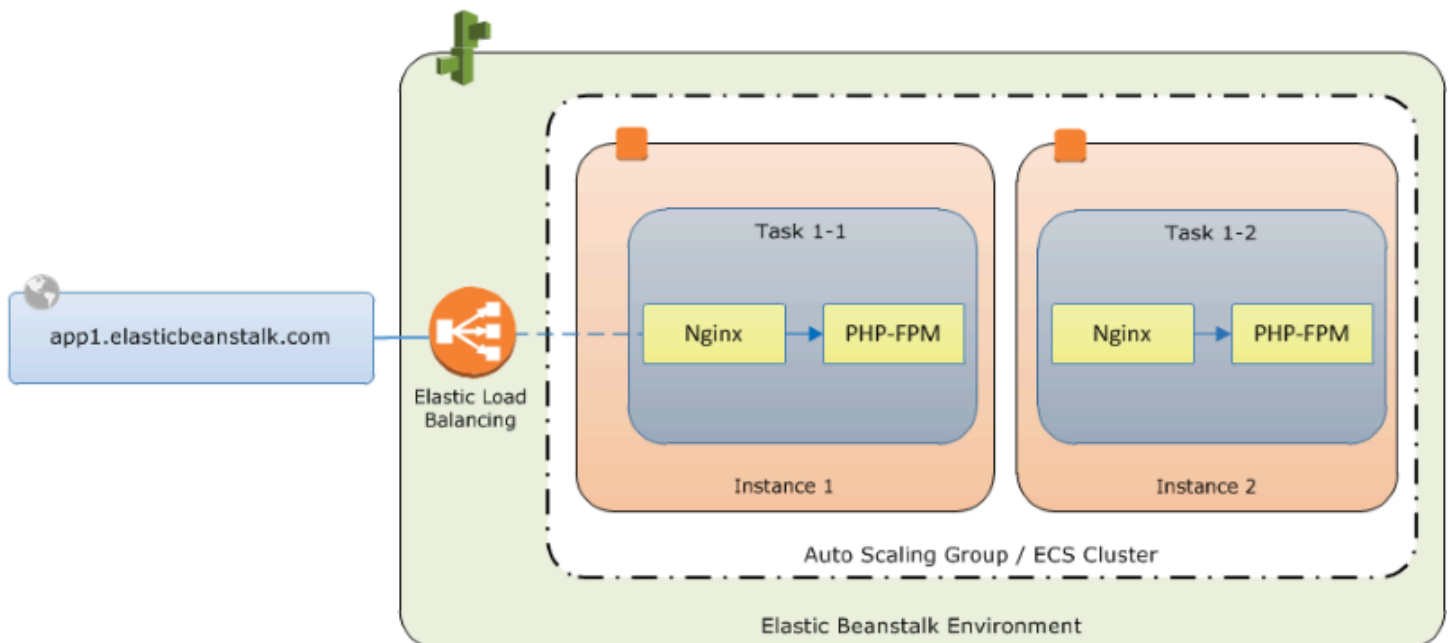 app1.elasticbeanstalk.com
Elastic Load
Balancing
Task 1-1
Nginx
PHP-FPM
Instance 1
Task 1-2
Nginx
PHP-FPM
Instance 2
Auto Scaling Group / ECS Cluster
Elastic Beanstalk Environment